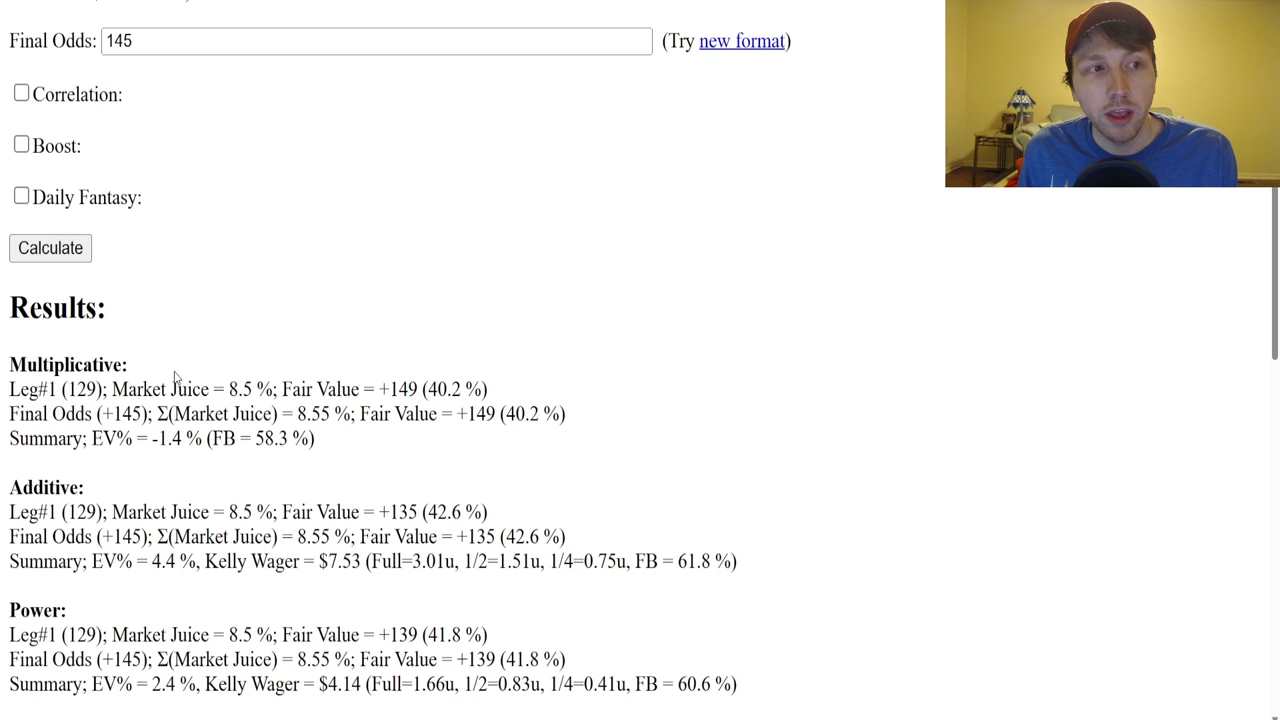 Final Odds: 145 (Try new format)
Correlation:
Boost:
Daily Fantasy:
Calculate
Results:
Multiplicative:
Leg#1 (129); Market Juice = 8.5 %; Fair Value = +149 (40.2 %)
Final Odds (+145); Σ(Market Juice) = 8.55 %; Fair Value = +149 (40.2 %)
Summary; EV% = -1.4 % (FB = 58.3 %)
Additive:
Leg#1 (129); Market Juice = 8.5 %; Fair Value = +135 (42.6 %)
Final Odds (+145); Σ(Market Juice) = 8.55 %; Fair Value = +135 (42.6 %)
Summary; EV% = 4.4 %, Kelly Wager = $7.53 (Full=3.01u, 1/2=1.51u, 1/4=0.75u, FB = 61.8 %)
Power:
Leg#1 (129); Market Juice = 8.5 %; Fair Value = +139 (41.8 %)
Final Odds (+145); Σ(Market Juice) = 8.55 %; Fair Value = +139 (41.8 %)
Summary; EV% = 2.4 %, Kelly Wager = $4.14 (Full=1.66u, 1/2=0.83u, 1/4=0.41u, FB = 60.6 %)